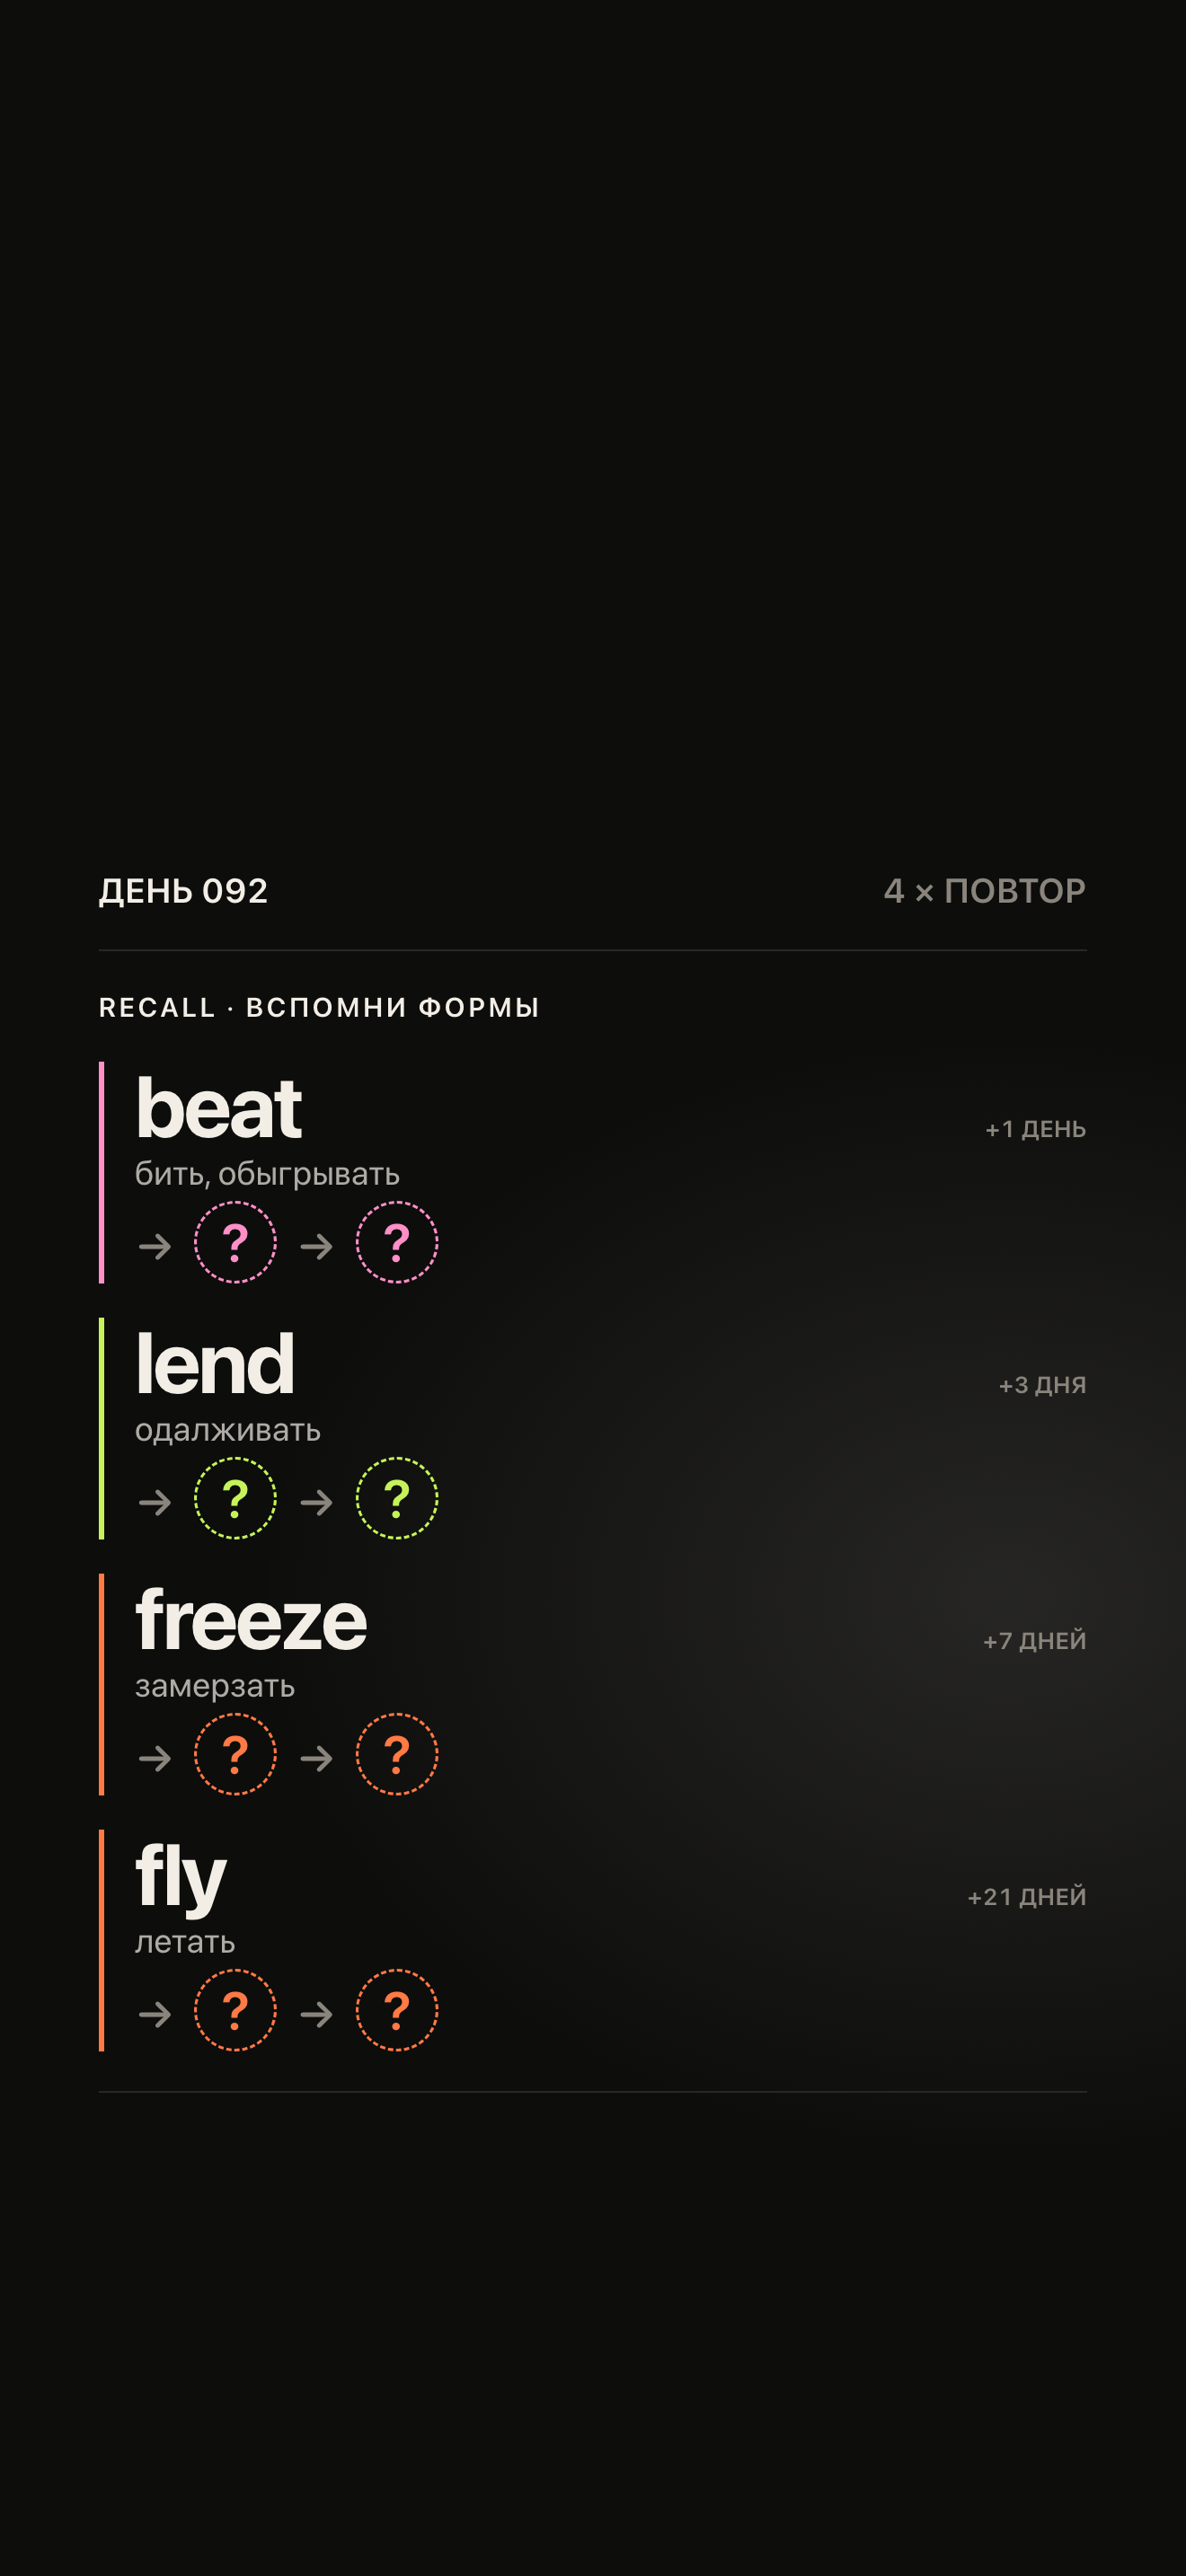 ДЕНЬ 092
4 × ПОВТОР
RECALL · ВСПОМНИ ФОРМЫ
beat
+1 ДЕНЬ
бить, обыгрывать
→ ? → ?
lend
+3 ДНЯ
одалживать
→ ? → ?
freeze
+7 ДНЕЙ
замерзать
→ ? → ?
fly
+21 ДНЕЙ
летать
→ ? → ?